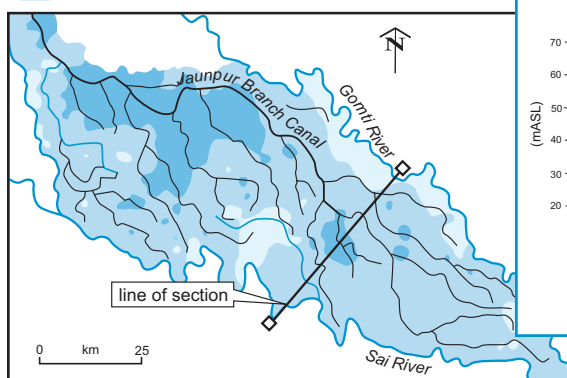 N
Jaunpur Branch Canal
Gomti River
line of section
0 km 25
Sai River
(mASL)
70
60
50
40
30
20